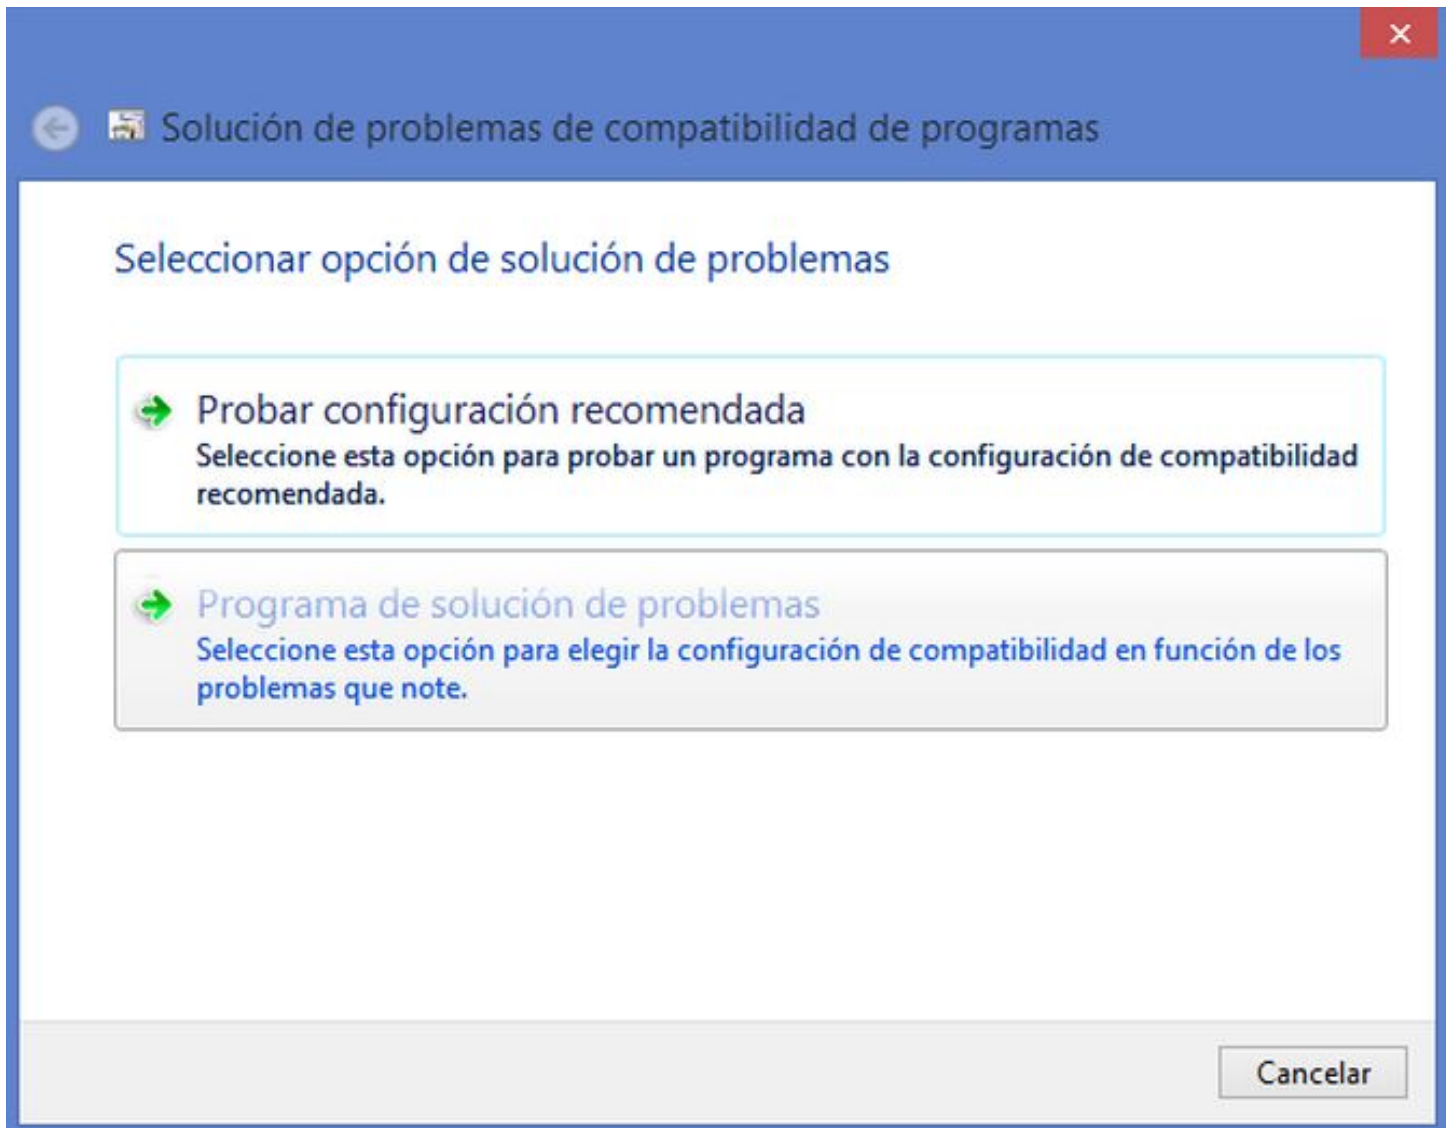 Solución de problemas de compatibilidad de programas
Seleccionar opción de solución de problemas
Probar configuración recomendada
Seleccione esta opción para probar un programa con la configuración de compatibilidad
recomendada.
Programa de solución de problemas
Seleccione esta opción para elegir la configuración de compatibilidad en función de los
problemas que note.
Cancelar